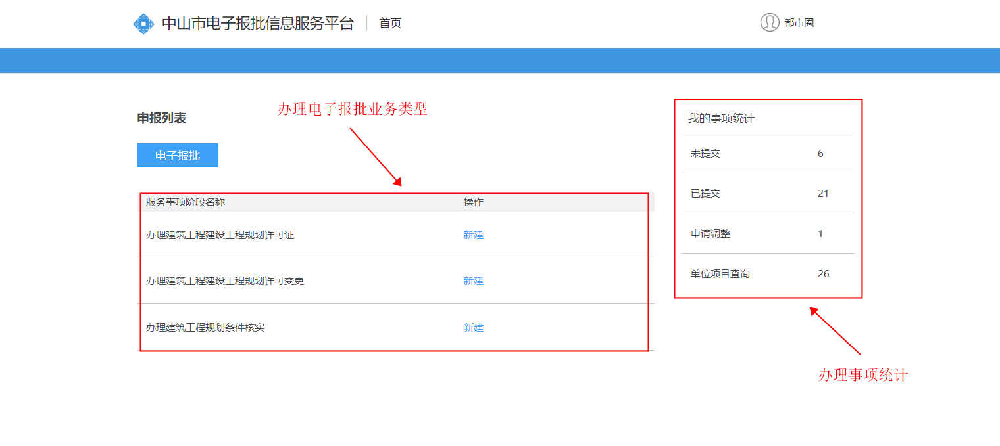 中山市电子报批信息服务平台 首页 都市圈
办理电子报批业务类型
申报列表
电子报批
服务事项阶段名称 操作
办理建筑工程建设工程规划许可证 新建
办理建筑工程建设工程规划许可变更 新建
办理建筑工程规划条件核实 新建
我的事项统计
未提交 6
已提交 21
申请调整 1
单位项目查询 26
办理事项统计